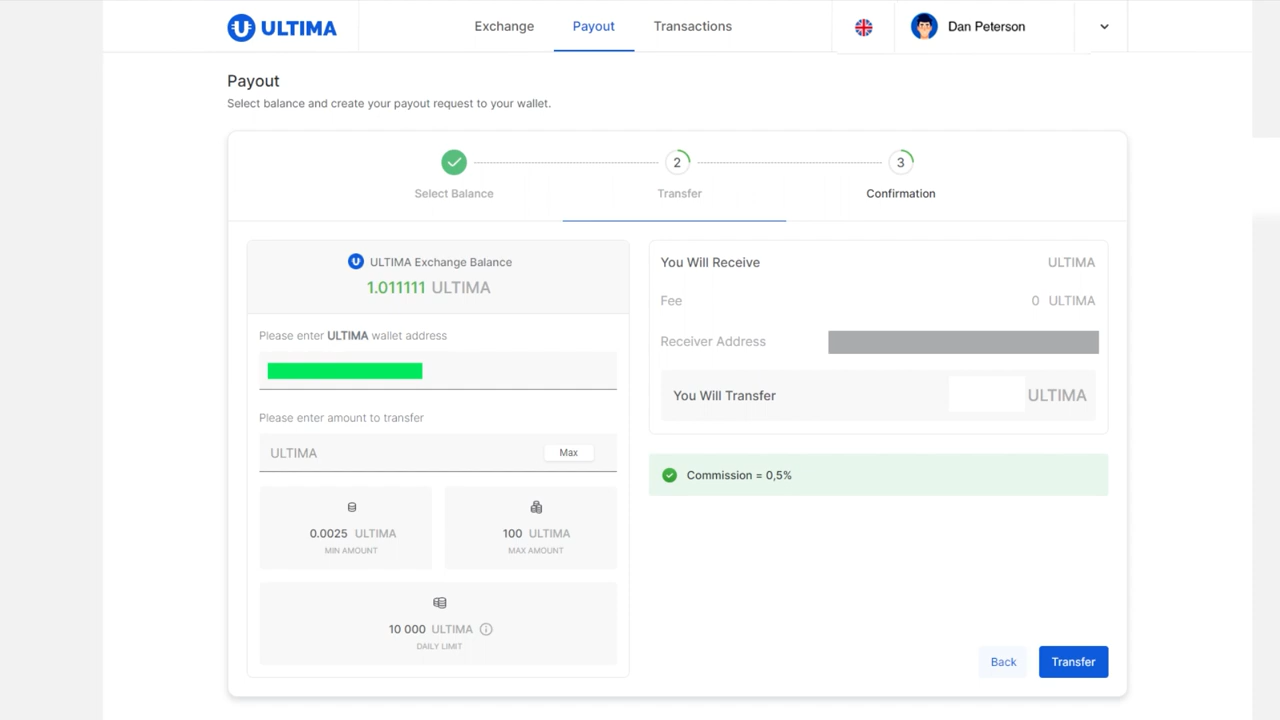 ULTIMA
Exchange
Payout
Transactions
Dan Peterson
Payout
Select balance and create your payout request to your wallet.
2
3
Select Balance
Transfer
Confirmation
ULTIMA Exchange Balance
1.011111 ULTIMA
Please enter ULTIMA wallet address
Please enter amount to transfer
ULTIMA
Max
0.0025 ULTIMA
MIN AMOUNT
100 ULTIMA
MAX AMOUNT
10 000 ULTIMA
DAILY LIMIT
You Will Receive
ULTIMA
Fee
0 ULTIMA
Receiver Address
You Will Transfer
ULTIMA
Commission = 0,5%
Back
Transfer